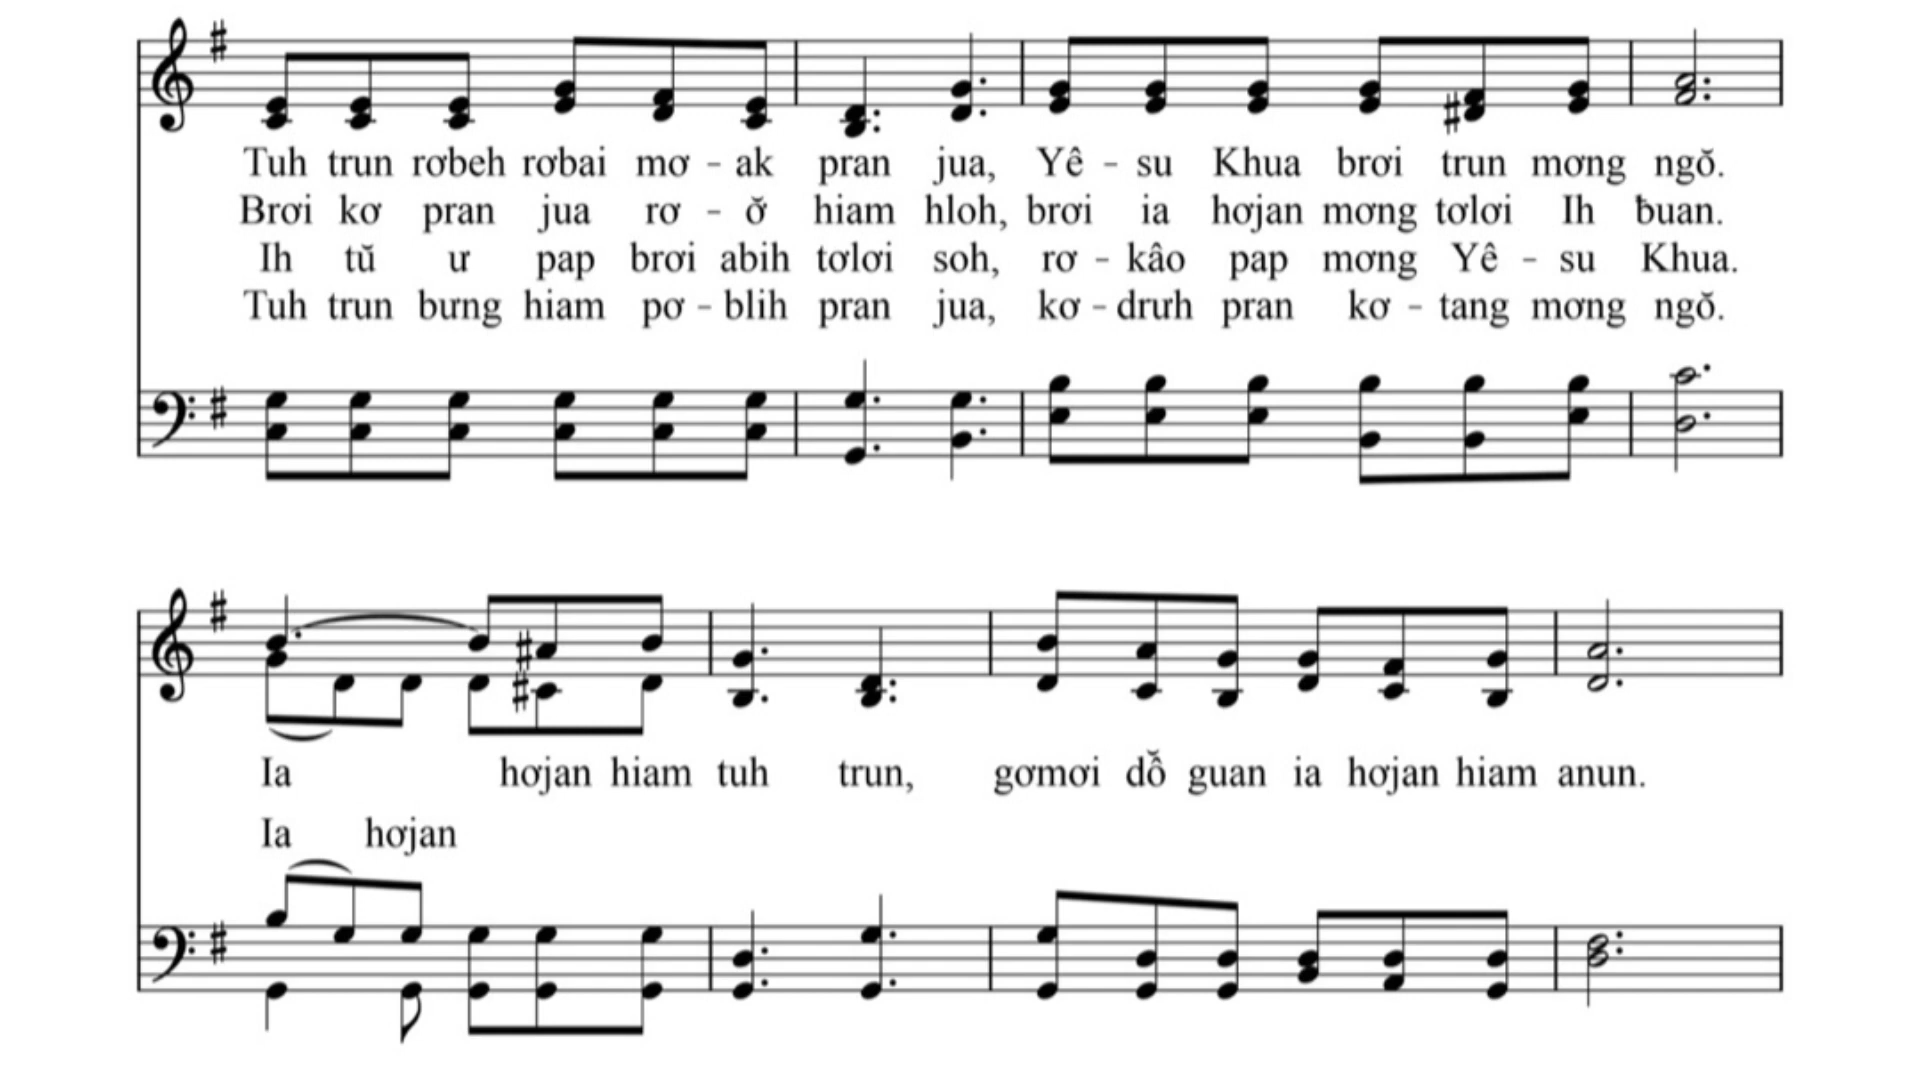 Tuh trun rơbeh rơbai mơ - ak pran jua, Yê - su Khua brơi trun mơng ngŏ.
Brơi kơ pran jua rơ - ơ̆ hiam hloh, brơi ia hơjan mơng tơlơi Ih ƀuan.
Ih tŭ ư pap brơi abih tơlơi soh, rơ - kâo pap mơng Yê - su Khua.
Tuh trun bưng hiam pơ - blih pran jua, kơ - drưh pran kơ - tang mơng ngŏ.
Ia hơjan hiam tuh trun, gơmơi dô̆ guan ia hơjan hiam anun.
Ia hơjan